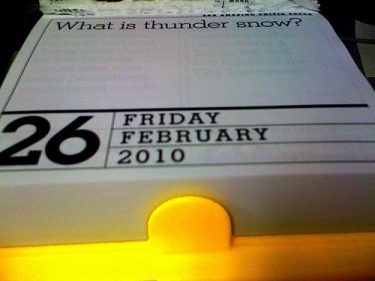 What is thunder snow?
26
FRIDAY
FEBRUARY
2010